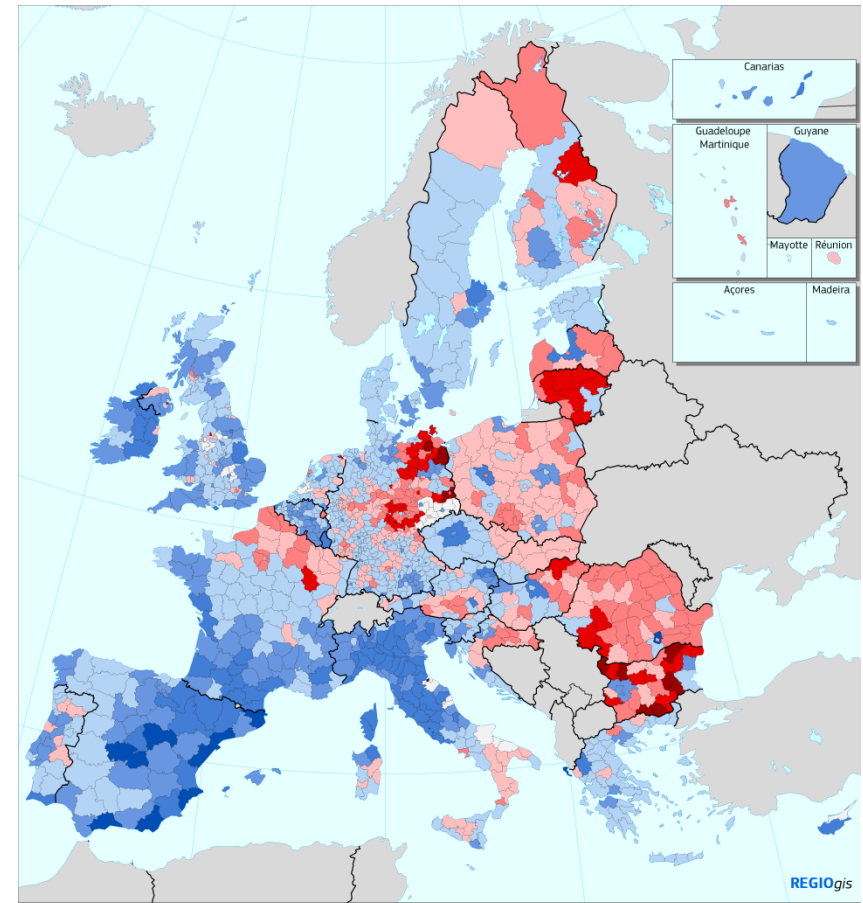 Canarias
Guadeloupe
Martinique
Guyane
Mayotte
Réunion
Açores
Madeira
REGIOgis